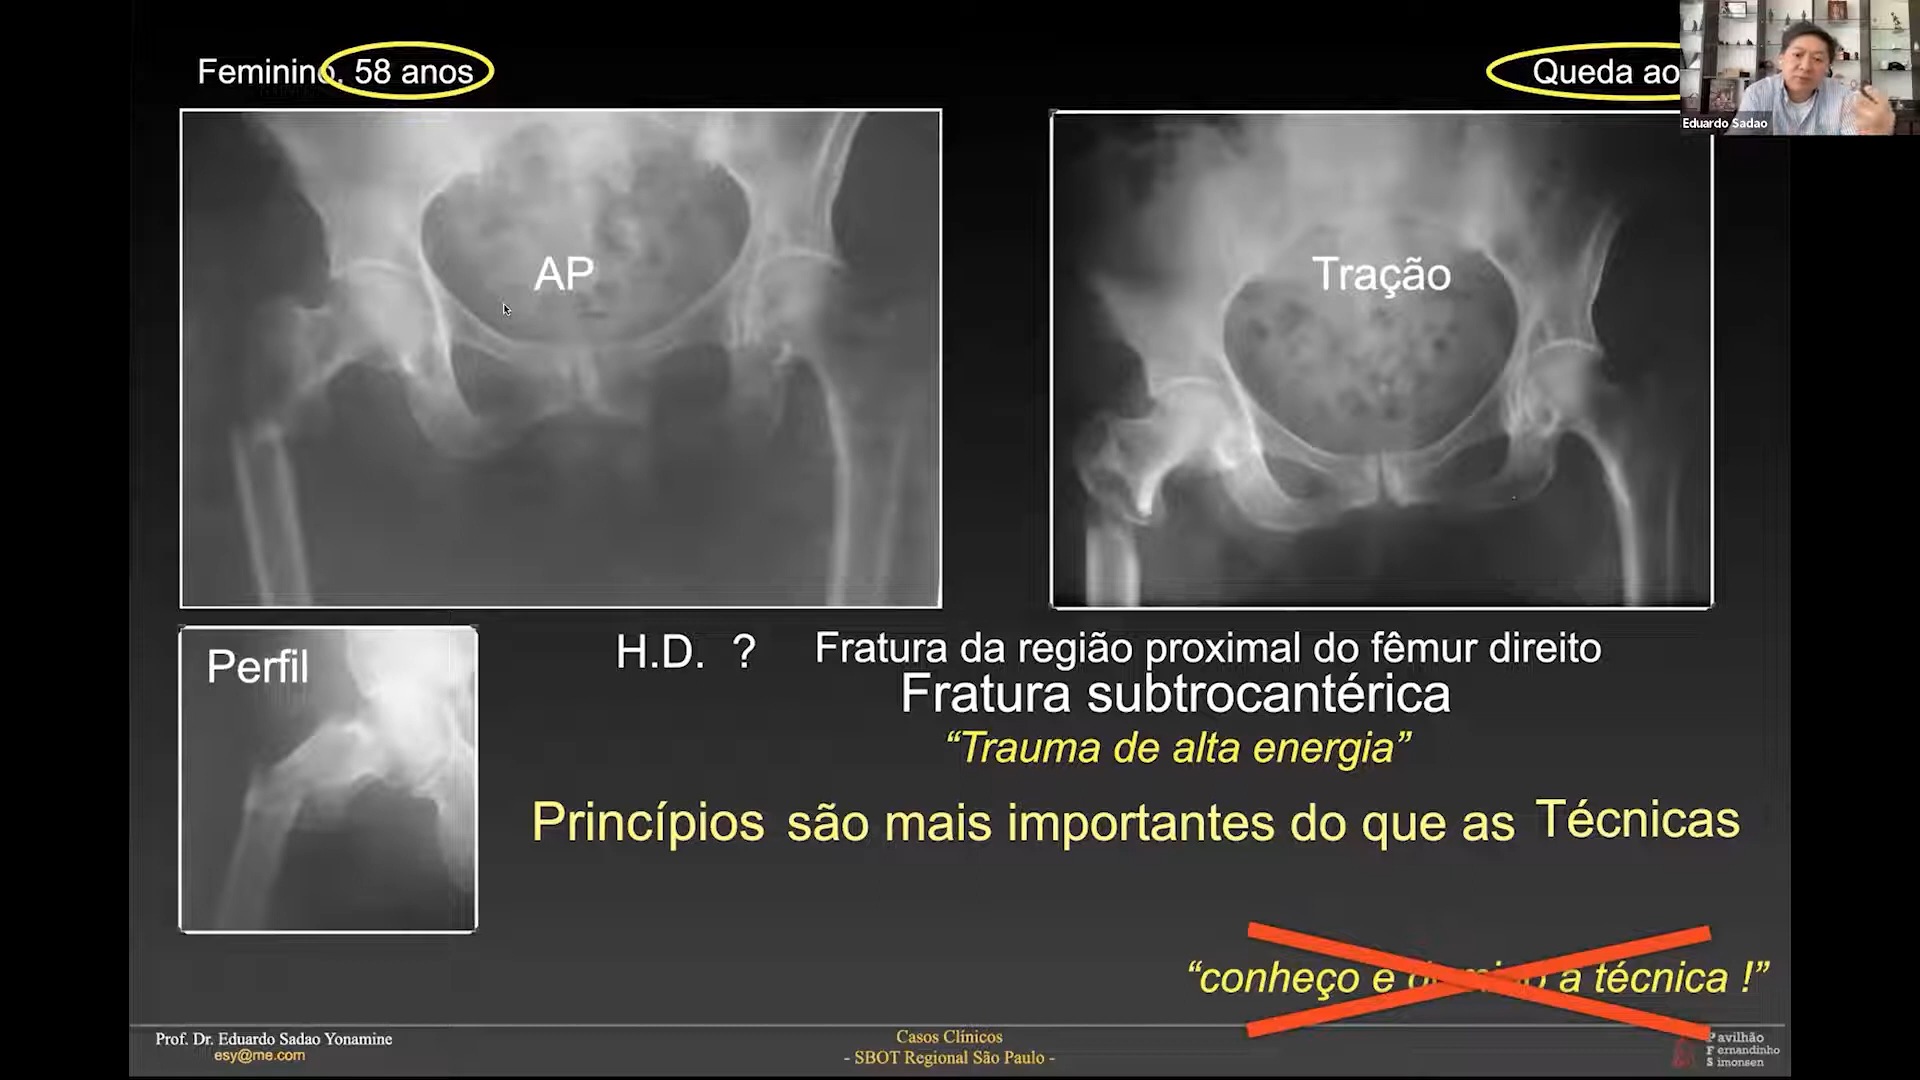 Feminino, 58 anos
Queda ao
Eduardo Sadao
AP
Tração
Perfil
H.D. ? Fratura da região proximal do fêmur direito
Fratura subtrocantérica
“Trauma de alta energia”
Princípios são mais importantes do que as Técnicas
“conheço e domino a técnica !”
Prof. Dr. Eduardo Sadao Yonamine
esy@me.com
Casos Clínicos
- SBOT Regional São Paulo -
Pavilhão
Fernandinho
Simonsen